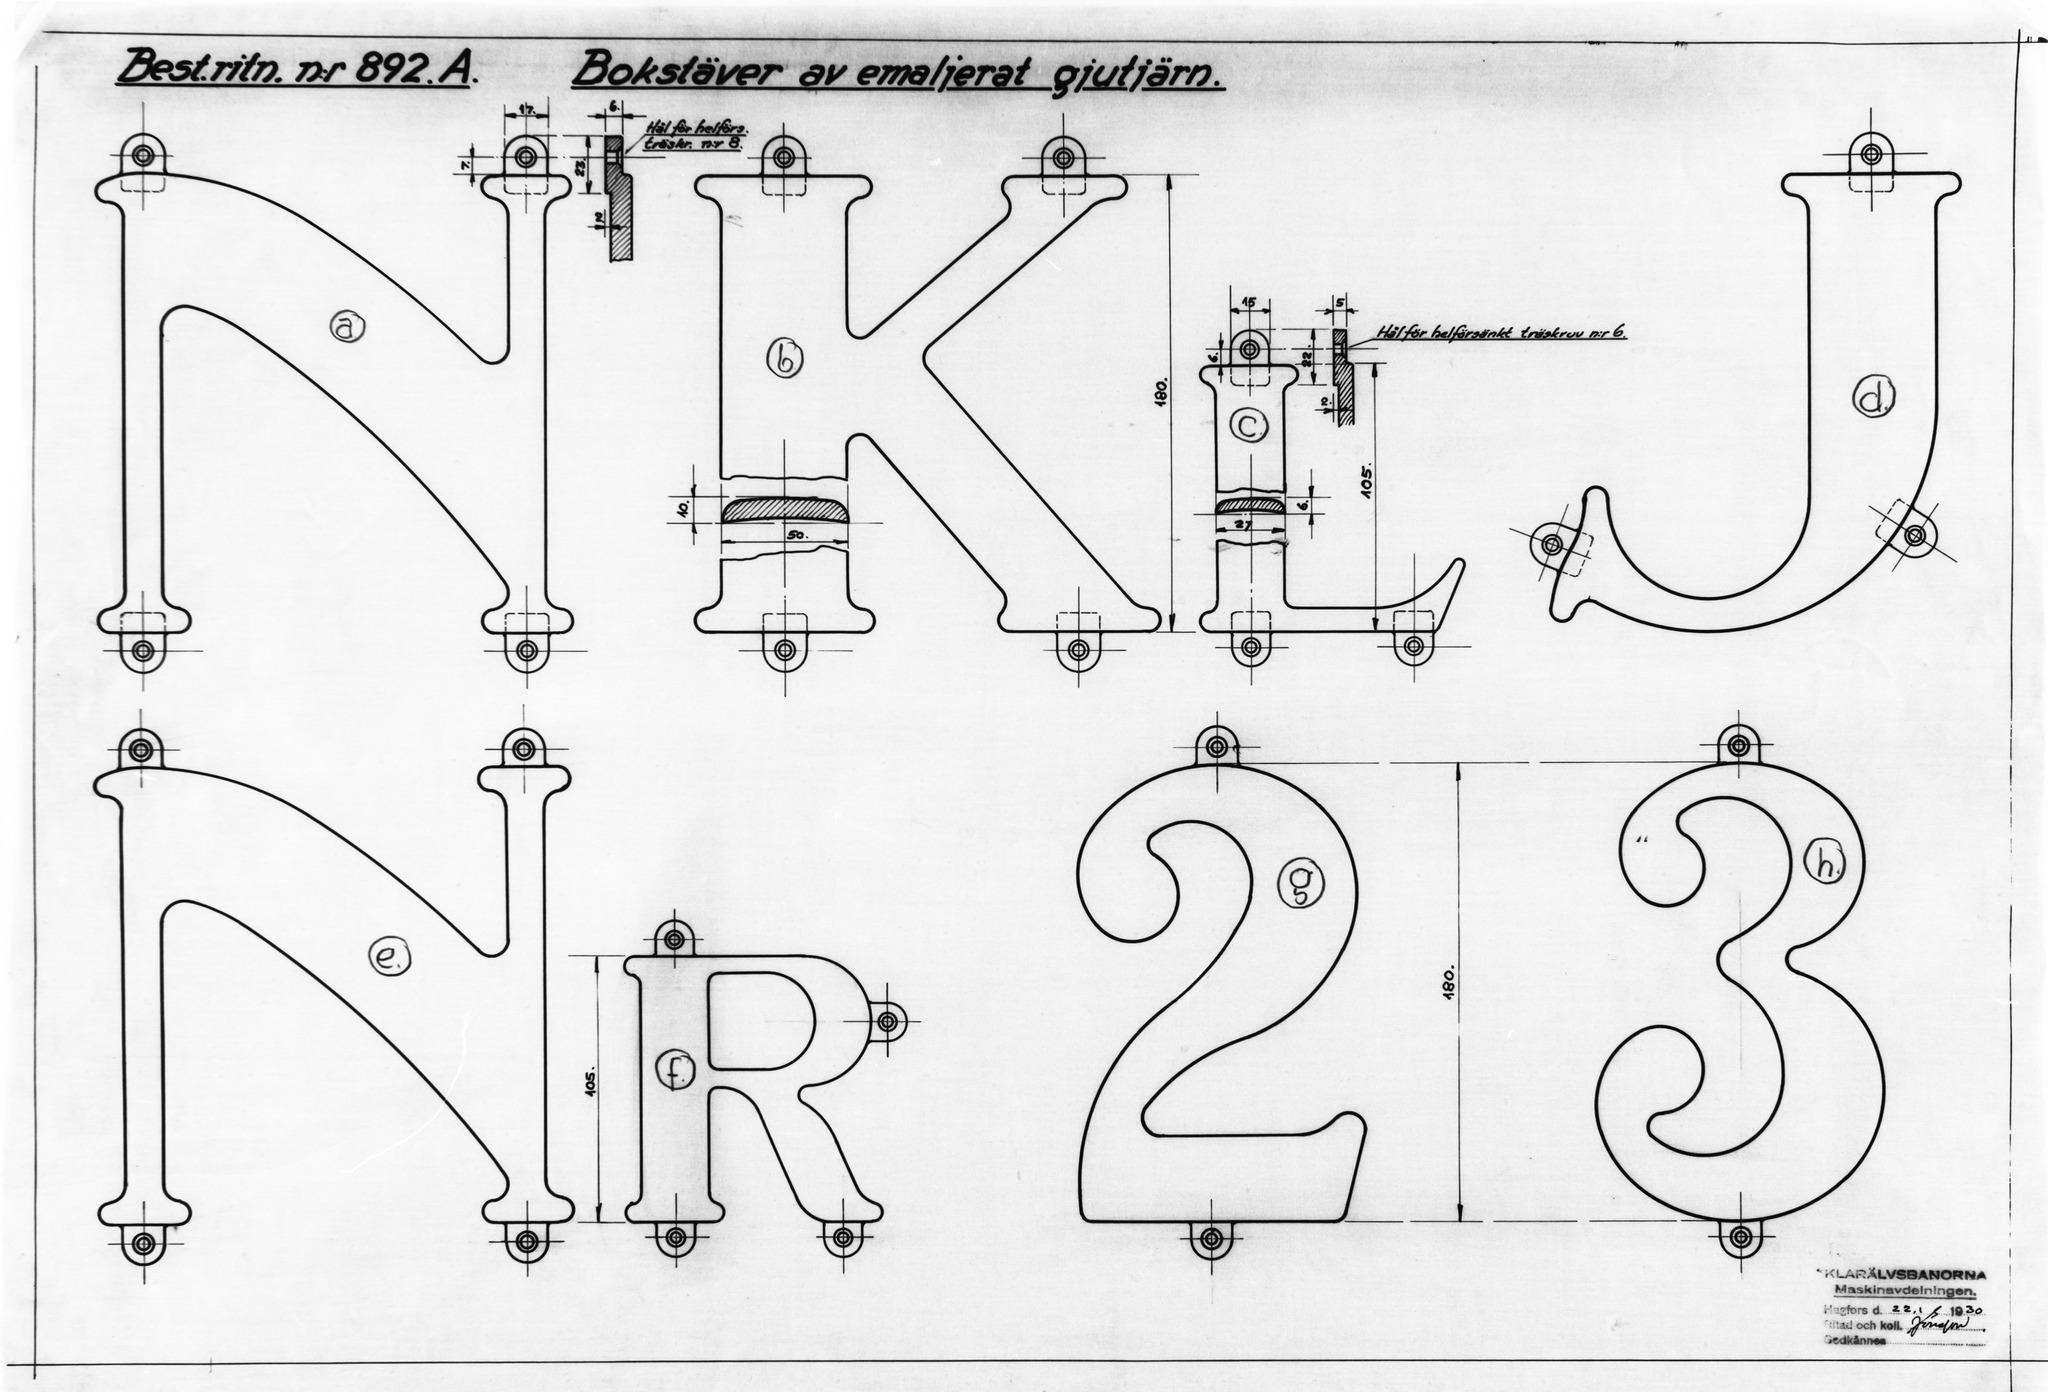 Best.ritn. n:r 892. A. Bokstäver av emaljerat gjutjärn.
17. 6. Hål för helförs.
träskr. n:r 8.
7. 23.
10
N K J
a
b.
180.
10.
50.
15 5 Hål för helförsänkt träskruv n:r 6.
6. 22.
10.
c.
L
105.
6.
27
d.
N R 2 3
e.
f.
105.
g
180.
h.
KLARÄLVSBANORNA
Maskinavdelningen.
Hagfors d. 1930
Ritad och koll.
Godkännes